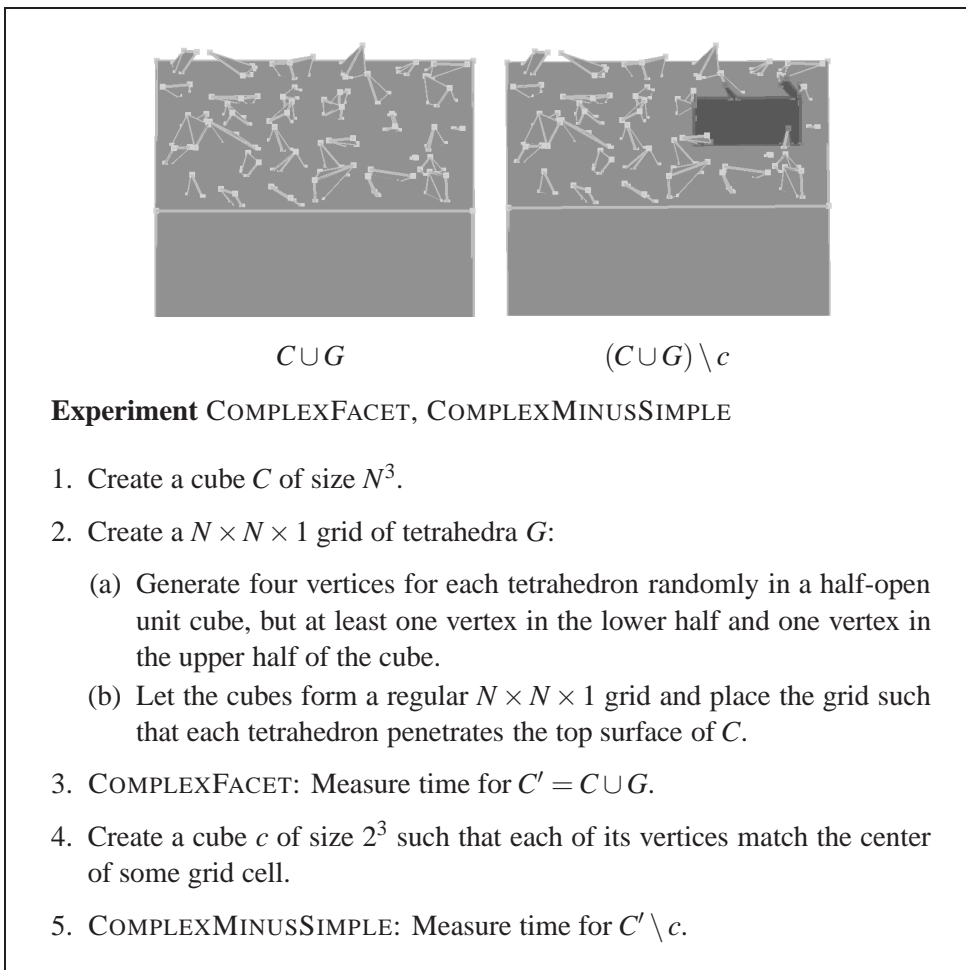 C ∪ G
(C ∪ G) \ c
Experiment COMPLEXFACET, COMPLEXMINUSSIMPLE
1. Create a cube C of size N³.
2. Create a N × N × 1 grid of tetrahedra G:
(a) Generate four vertices for each tetrahedron randomly in a half-open
unit cube, but at least one vertex in the lower half and one vertex in
the upper half of the cube.
(b) Let the cubes form a regular N × N × 1 grid and place the grid such
that each tetrahedron penetrates the top surface of C.
3. COMPLEXFACET: Measure time for C′ = C ∪ G.
4. Create a cube c of size 2³ such that each of its vertices match the center
of some grid cell.
5. COMPLEXMINUSSIMPLE: Measure time for C′ \ c.